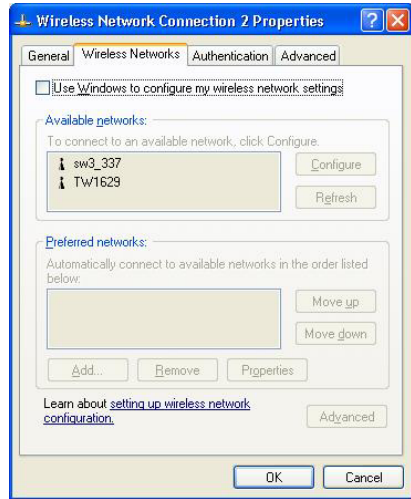 Wireless Network Connection 2 Properties
General Wireless Networks Authentication Advanced
Use Windows to configure my wireless network settings
Available networks:
To connect to an available network, click Configure.
sw3_337
TW1629
Configure
Refresh
Preferred networks:
Automatically connect to available networks in the order listed
below:
Move up
Move down
Add... Remove Properties
Learn about setting up wireless network
configuration.
Advanced
OK Cancel